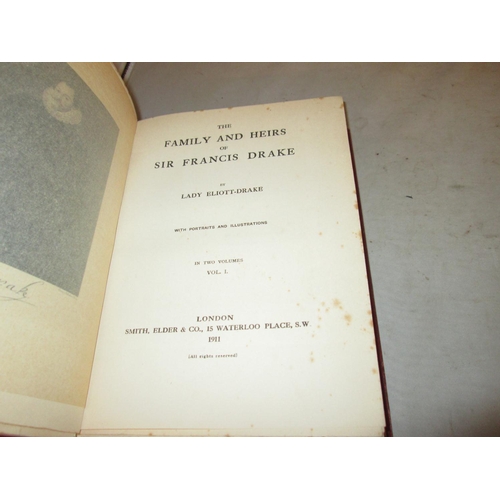 THE
FAMILY AND HEIRS
OF
SIR FRANCIS DRAKE
BY
LADY ELIOTT-DRAKE
WITH PORTRAITS AND ILLUSTRATIONS
IN TWO VOLUMES
VOL. I.
LONDON
SMITH, ELDER & CO., 15 WATERLOO PLACE, S.W.
1911
(All rights reserved)